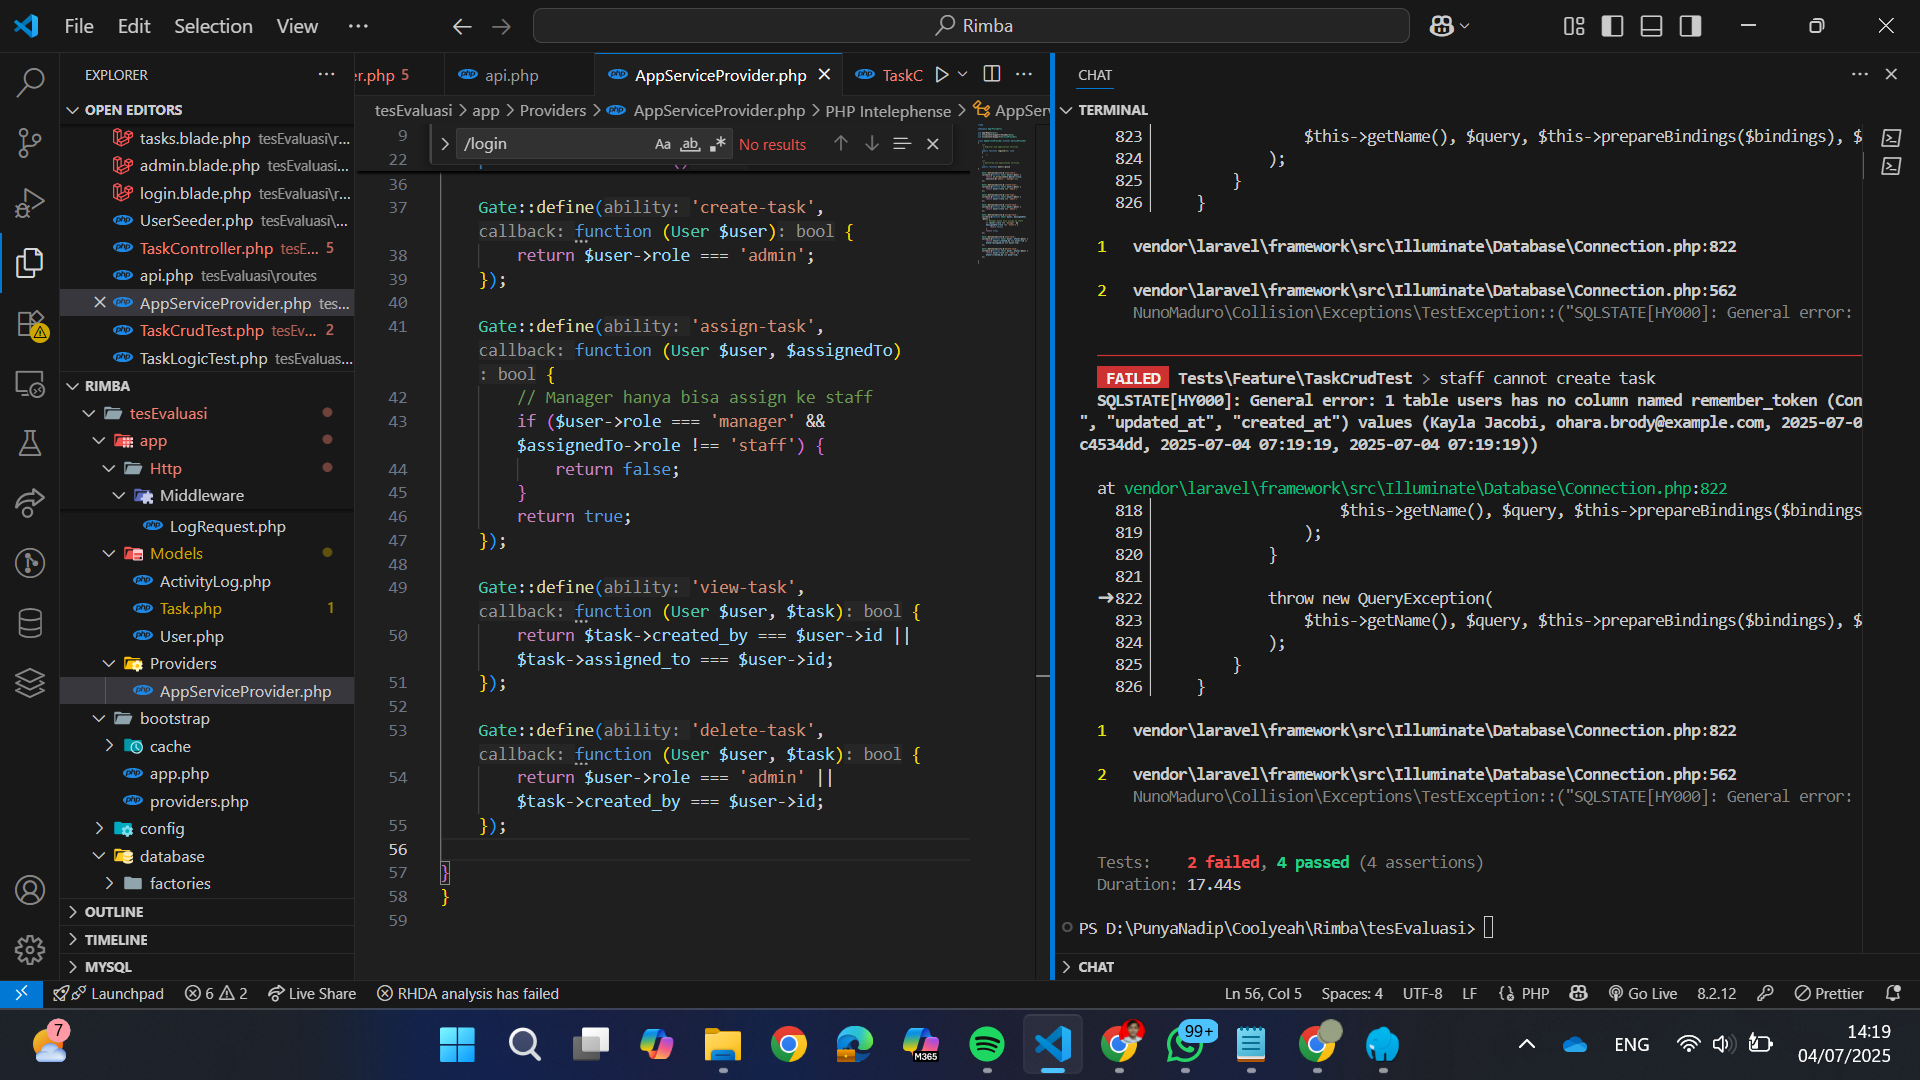 File Edit Selection View ···
Rimba
EXPLORER ···
OPEN EDITORS
tasks.blade.php tesEvaluasi\r...
admin.blade.php tesEvaluasi...
login.blade.php tesEvaluasi\r...
UserSeeder.php tesEvaluasi\...
TaskController.php tesE... 5
api.php tesEvaluasi\routes
AppServiceProvider.php tes...
TaskCrudTest.php tesEv... 2
TaskLogicTest.php tesEvaluas...
RIMBA
tesEvaluasi
app
Http
Middleware
LogRequest.php
Models
ActivityLog.php
Task.php 1
User.php
Providers
AppServiceProvider.php
bootstrap
cache
app.php
providers.php
config
database
factories
OUTLINE
TIMELINE
MYSQL
er.php 5
api.php
AppServiceProvider.php
TaskC
tesEvaluasi > app > Providers > AppServiceProvider.php > PHP Intelephense > AppServ
/login Aa ab .* No results
9
22
36
37 Gate::define(ability: 'create-task',
callback: function (User $user): bool {
38 return $user->role === 'admin';
39 });
40
41 Gate::define(ability: 'assign-task',
callback: function (User $user, $assignedTo)
: bool {
42 // Manager hanya bisa assign ke staff
43 if ($user->role === 'manager' &&
$assignedTo->role !== 'staff') {
44 return false;
45 }
46 return true;
47 });
48
49 Gate::define(ability: 'view-task',
callback: function (User $user, $task): bool {
50 return $task->created_by === $user->id ||
$task->assigned_to === $user->id;
51 });
52
53 Gate::define(ability: 'delete-task',
callback: function (User $user, $task): bool {
54 return $user->role === 'admin' ||
$task->created_by === $user->id;
55 });
56
57 }
58 }
59
CHAT
TERMINAL
823 $this->getName(), $query, $this->prepareBindings($bindings), $
824 );
825 }
826 }
1 vendor\laravel\framework\src\Illuminate\Database\Connection.php:822
2 vendor\laravel\framework\src\Illuminate\Database\Connection.php:562
NunoMaduro\Collision\Exceptions\TestException::("SQLSTATE[HY000]: General error:
FAILED Tests\Feature\TaskCrudTest > staff cannot create task
SQLSTATE[HY000]: General error: 1 table users has no column named remember_token (Con
", "updated_at", "created_at") values (Kayla Jacobi, ohara.brody@example.com, 2025-07-0
c4534dd, 2025-07-04 07:19:19, 2025-07-04 07:19:19))
at vendor\laravel\framework\src\Illuminate\Database\Connection.php:822
818 $this->getName(), $query, $this->prepareBindings($bindings
819 );
820 }
821
➜822 throw new QueryException(
823 $this->getName(), $query, $this->prepareBindings($bindings), $
824 );
825 }
826 }
1 vendor\laravel\framework\src\Illuminate\Database\Connection.php:822
2 vendor\laravel\framework\src\Illuminate\Database\Connection.php:562
NunoMaduro\Collision\Exceptions\TestException::("SQLSTATE[HY000]: General error:
Tests: 2 failed, 4 passed (4 assertions)
Duration: 17.44s
PS D:\PunyaNadip\Coolyeah\Rimba\tesEvaluasi>
CHAT
Launchpad 6 2 Live Share RHDA analysis has failed
Ln 56, Col 5 Spaces: 4 UTF-8 LF {} PHP Go Live 8.2.12 Prettier
7
M365
99+
ENG
14:19
04/07/2025